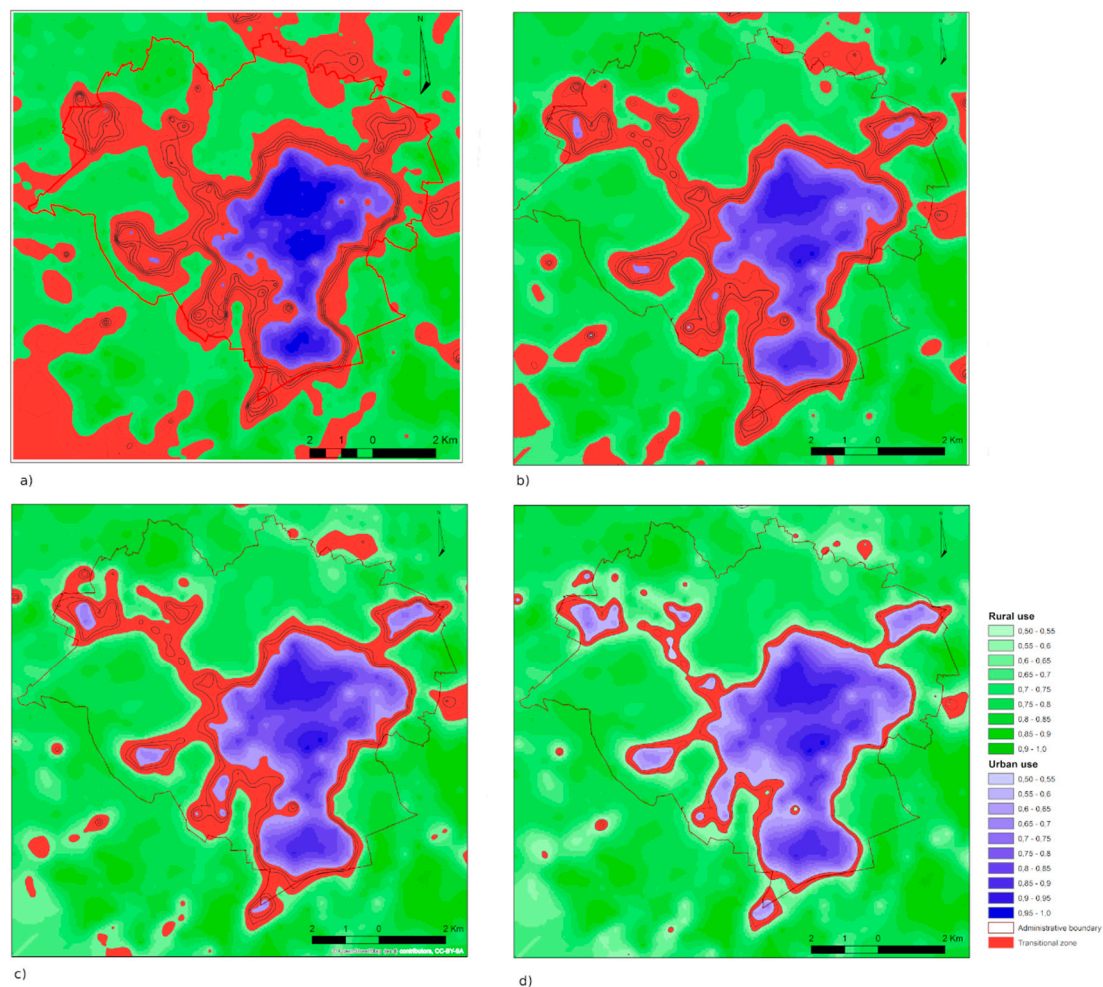 N
2 1 0 2 Km
a)
2 1 0 2 Km
b)
2 1 0 2 Km
contributors, CC-BY-SA
c)
2 1 0 2 Km
d)
Rural use
0,50 - 0,55
0,55 - 0,6
0,6 - 0,65
0,65 - 0,7
0,7 - 0,75
0,75 - 0,8
0,8 - 0,85
0,85 - 0,9
0,9 - 1,0
Urban use
0,50 - 0,55
0,55 - 0,6
0,6 - 0,65
0,65 - 0,7
0,7 - 0,75
0,75 - 0,8
0,8 - 0,85
0,85 - 0,9
0,9 - 0,95
0,95 - 1,0
Administrative boundary
Transitional zone